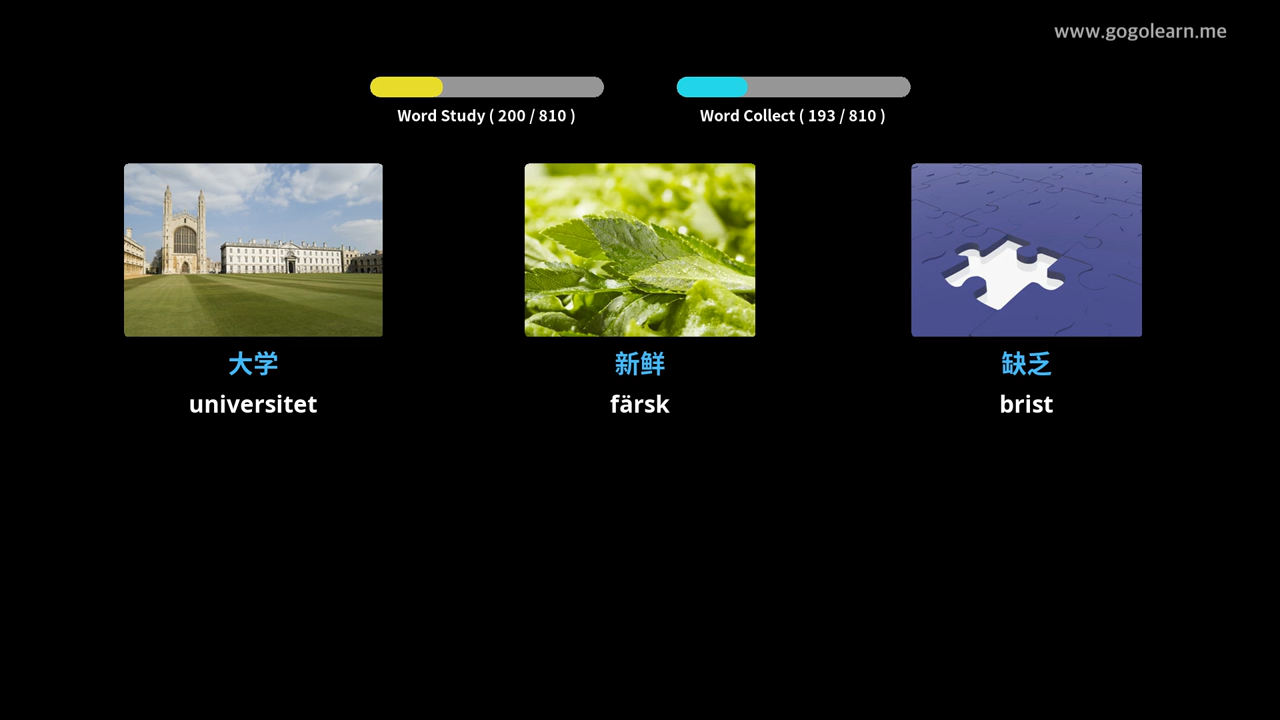 www.gogolearn.me
Word Study ( 200 / 810 )
Word Collect ( 193 / 810 )
大学
universitet
新鲜
färsk
缺乏
brist